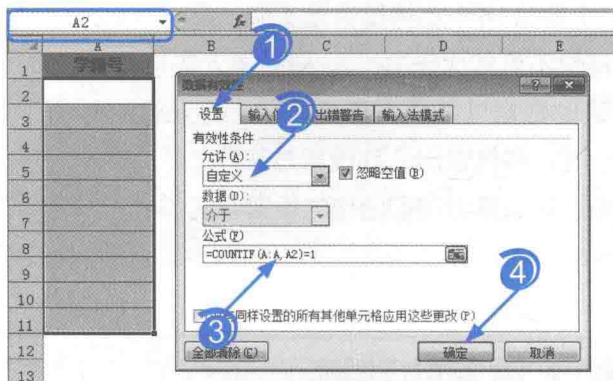 A2
fx
A B C D E
1 学籍号
2
3
4
5
6
7
8
9
10
11
12
13
数据有效性
设置 输入 出错警告 输入法模式
有效性条件
允许(A):
自定义 忽略空值(B)
数据(D):
介于
公式(F)
=COUNTIF(A:A,A2)=1
同样设置的所有其他单元格应用这些更改(P)
全部清除(C) 确定 取消
1
2
3
4